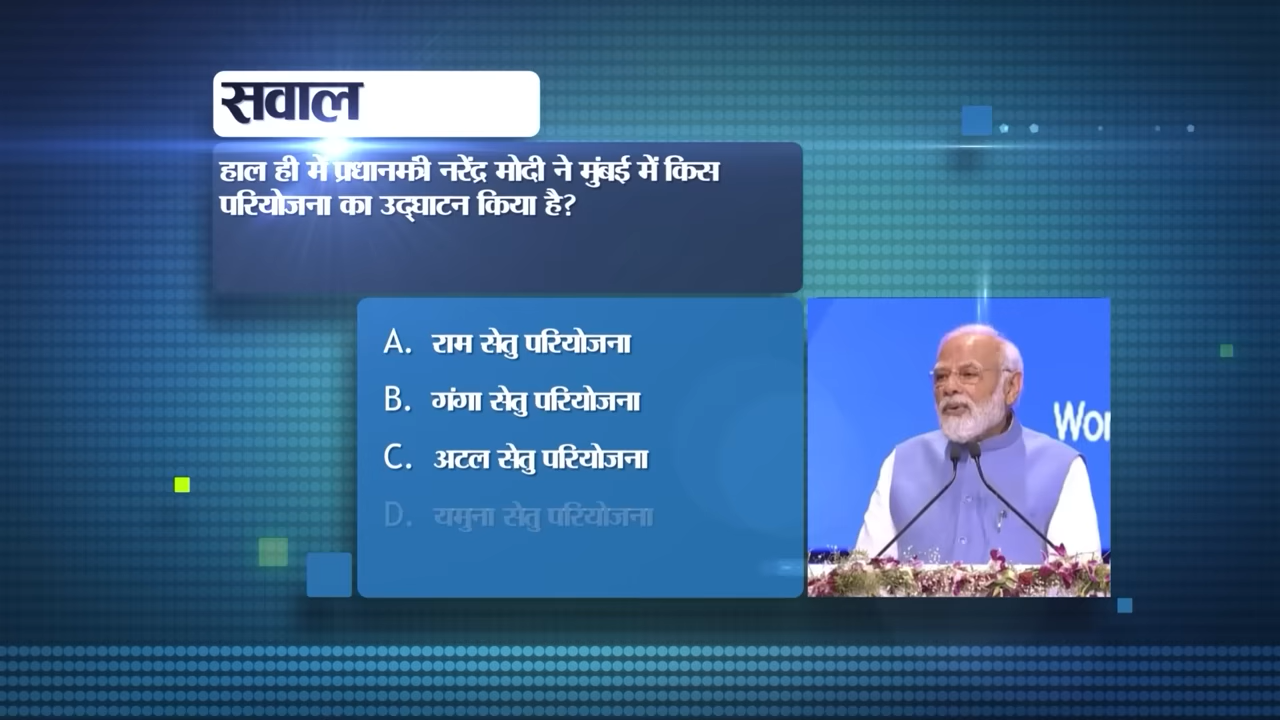 सवाल
हाल ही में प्रधानमंत्री नरेंद्र मोदी ने मुंबई में किस
परियोजना का उद्घाटन किया है?
A. राम सेतु परियोजना
B. गंगा सेतु परियोजना
C. अटल सेतु परियोजना
D. यमुना सेतु परियोजना
Wor